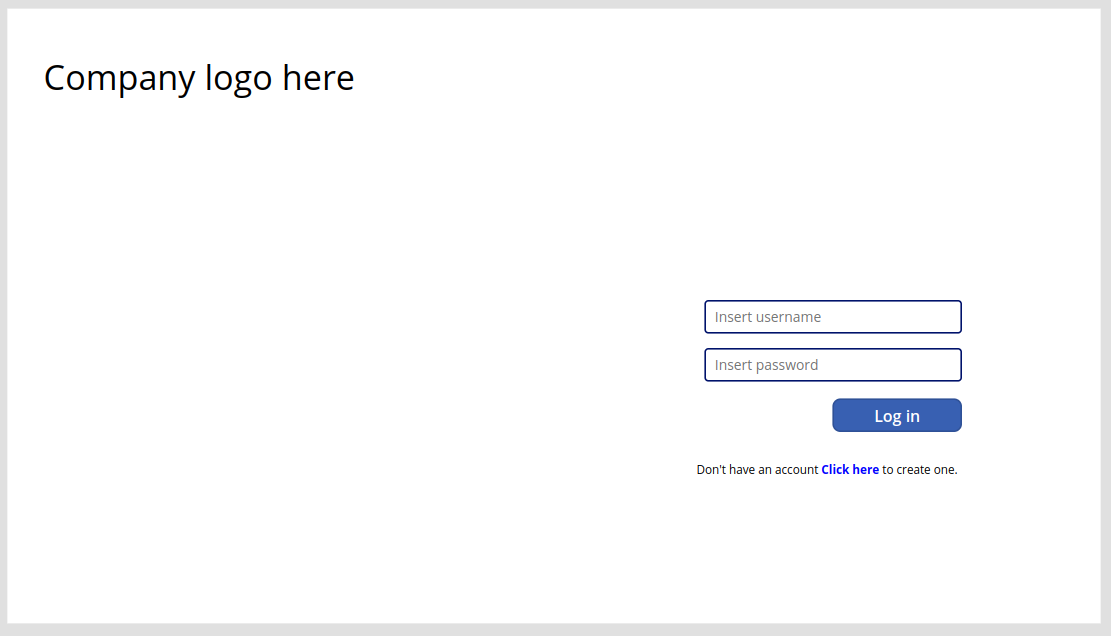 Company logo here
Insert username
Insert password
Log in
Don't have an account Click here to create one.